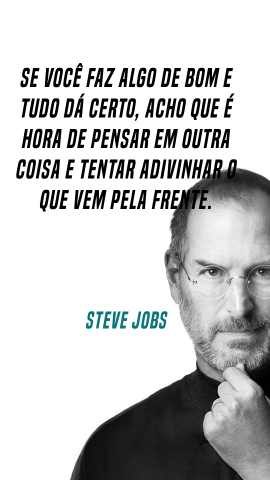 SE VOCÊ FAZ ALGO DE BOM E
TUDO DÁ CERTO, ACHO QUE É
HORA DE PENSAR EM OUTRA
COISA E TENTAR ADIVINHAR O
QUE VEM PELA FRENTE.
STEVE JOBS